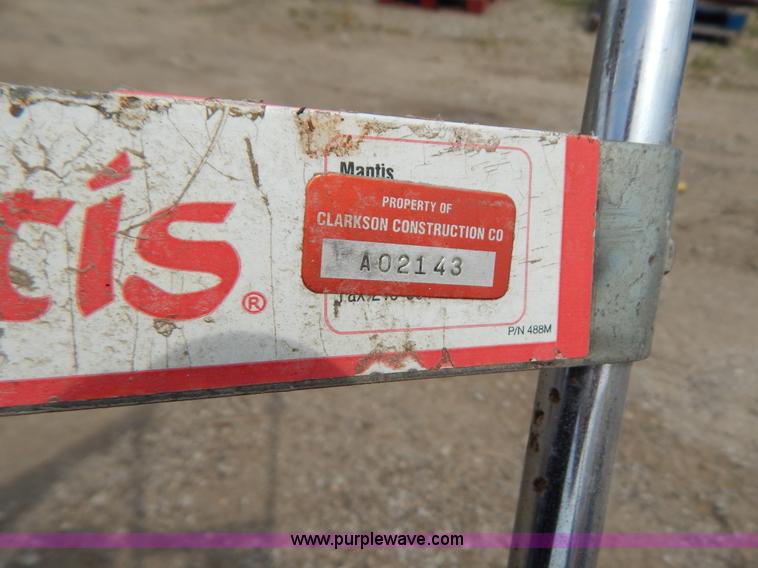 tis®
Mantis
PROPERTY OF
CLARKSON CONSTRUCTION CO
A02143
P/N 488M
www.purplewave.com